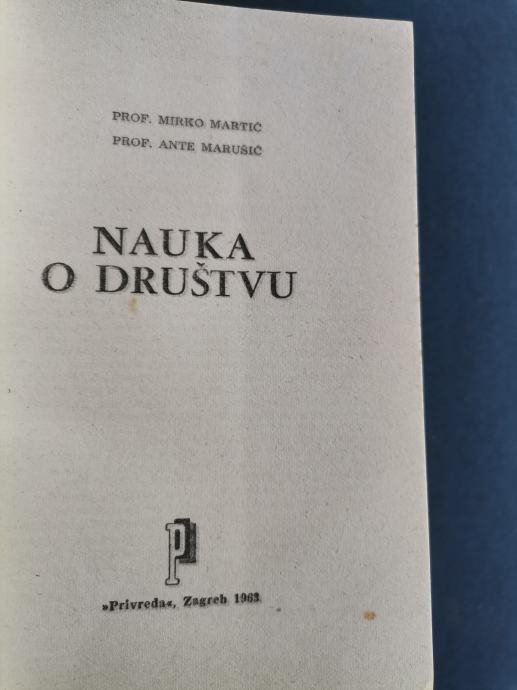 PROF. MIRKO MARTIĆ
PROF. ANTE MARUŠIĆ
NAUKA
O DRUŠTVU
P
»Privreda«, Zagreb 1963